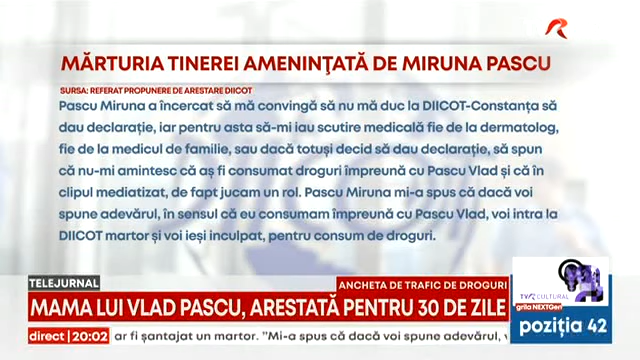 MĂRTURIA TINEREI AMENINȚATĂ DE MIRUNA PASCU
SURSA: REFERAT PROPUNERE DE ARESTARE DIICOT
Pascu Miruna a încercat să mă convingă să nu mă duc la DIICOT-Constanța să
dau declarație, iar pentru asta să-mi iau scutire medicală fie de la dermatolog,
fie de la medicul de familie, sau dacă totuși decid să dau declarație, să spun
că nu-mi amintesc că aș fi consumat droguri împreună cu Pascu Vlad și că în
clipul mediatizat, de fapt jucam un rol. Pascu Miruna mi-a spus că dacă voi
spune adevărul, în sensul că eu consumam împreună cu Pascu Vlad, voi intra la
DIICOT martor și voi ieși inculpat, pentru consum de droguri.
TELEJURNAL
ANCHETA DE TRAFIC DE DROGURI
MAMA LUI VLAD PASCU, ARESTATĂ PENTRU 30 DE ZILE
TVR CULTURAL
grila NEXTGen
poziția 42
direct 20:02 ar fi șantajat un martor. "Mi-a spus că dacă voi spune adevărul, v